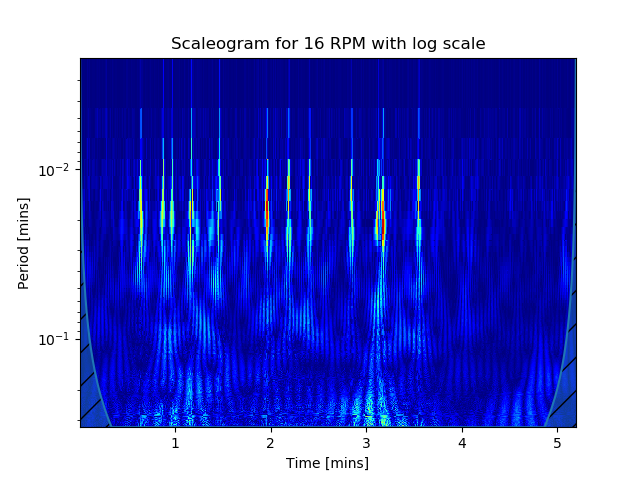 Scaleogram for 16 RPM with log scale
Period [mins]
10⁻²
10⁻¹
1 2 3 4 5
Time [mins]